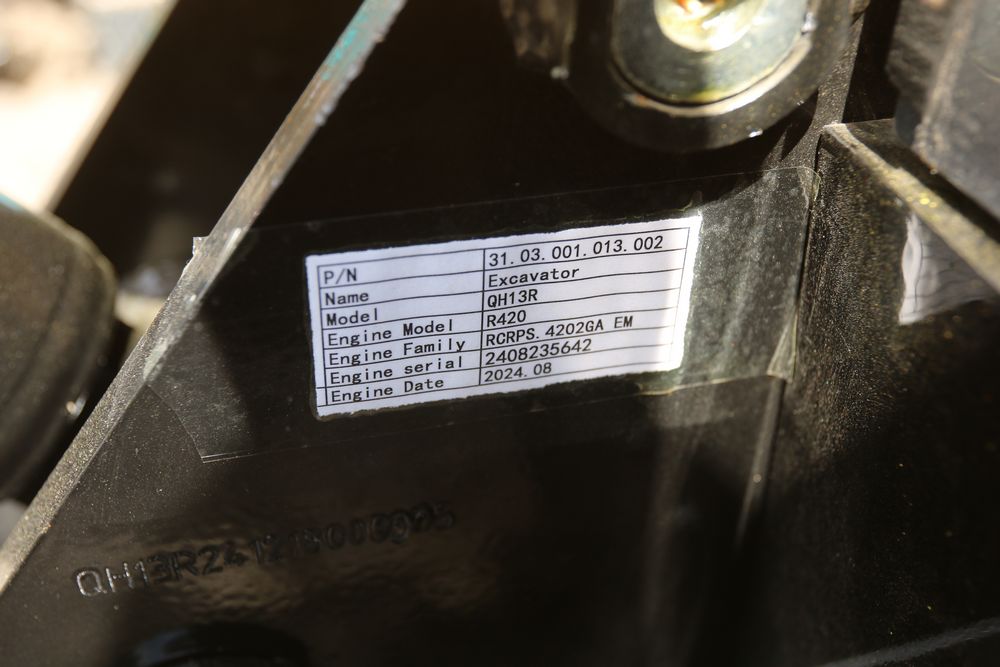 P/N 31.03.001.013.002
Name Excavator
Model QH13R
Engine Model R420
Engine Family RCRPS.4202GA EM
Engine serial 2408235642
Engine Date 2024.08